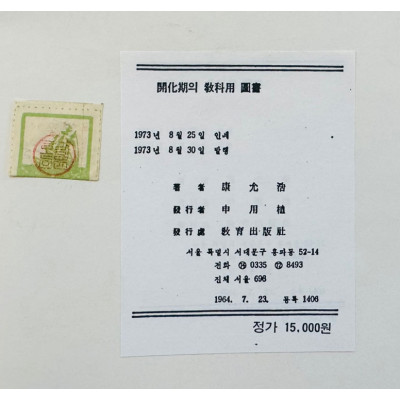 開化期의 敎科用 圖書
1973년 8월 25일 인쇄
1973년 8월 30일 발행
著者 康允浩
發行者 申用植
發行處 敎育出版社
서울 특별시 서대문구 홍파동 52-14
전화 0335 8493
진체 서울 696
1964. 7. 23. 등록 1406
정가 15,000원